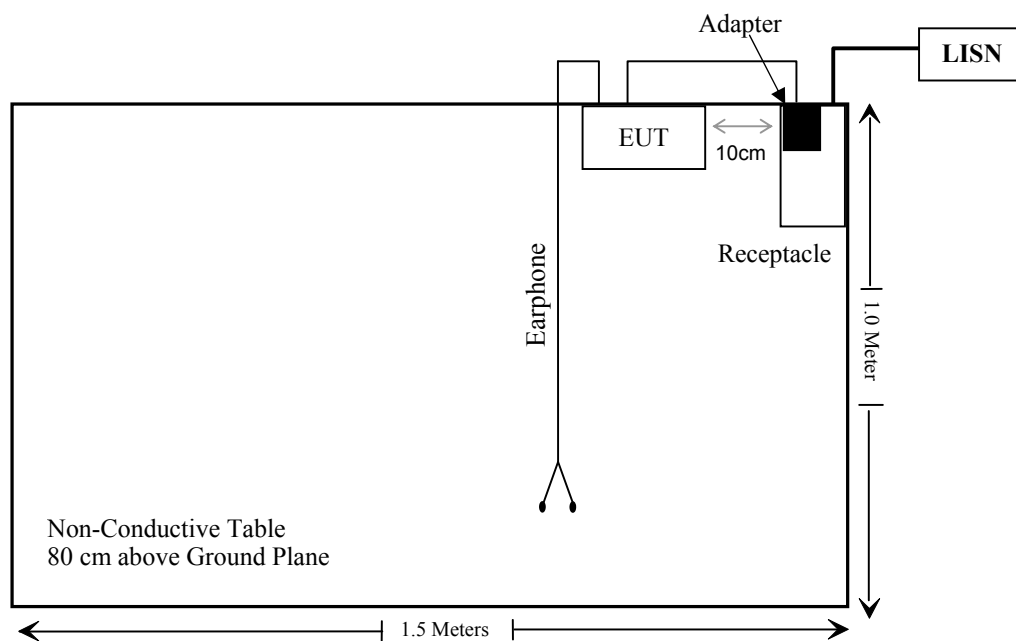 Adapter
LISN
EUT
10cm
Receptacle
Earphone
1.0 Meter
Non-Conductive Table
80 cm above Ground Plane
1.5 Meters